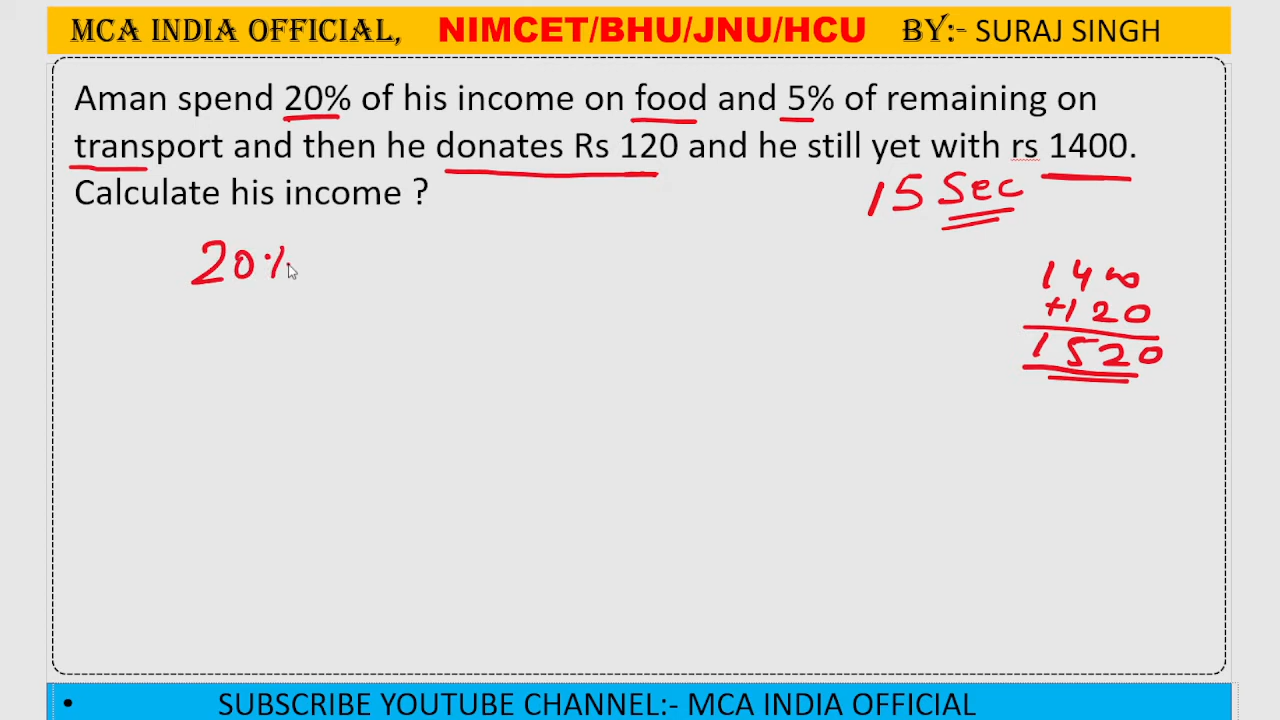 MCA INDIA OFFICIAL, NIMCET/BHU/JNU/HCU BY:- SURAJ SINGH
Aman spend 20% of his income on food and 5% of remaining on
transport and then he donates Rs 120 and he still yet with rs 1400.
Calculate his income ?
15 Sec
20%
1400
+120
1520
• SUBSCRIBE YOUTUBE CHANNEL:- MCA INDIA OFFICIAL